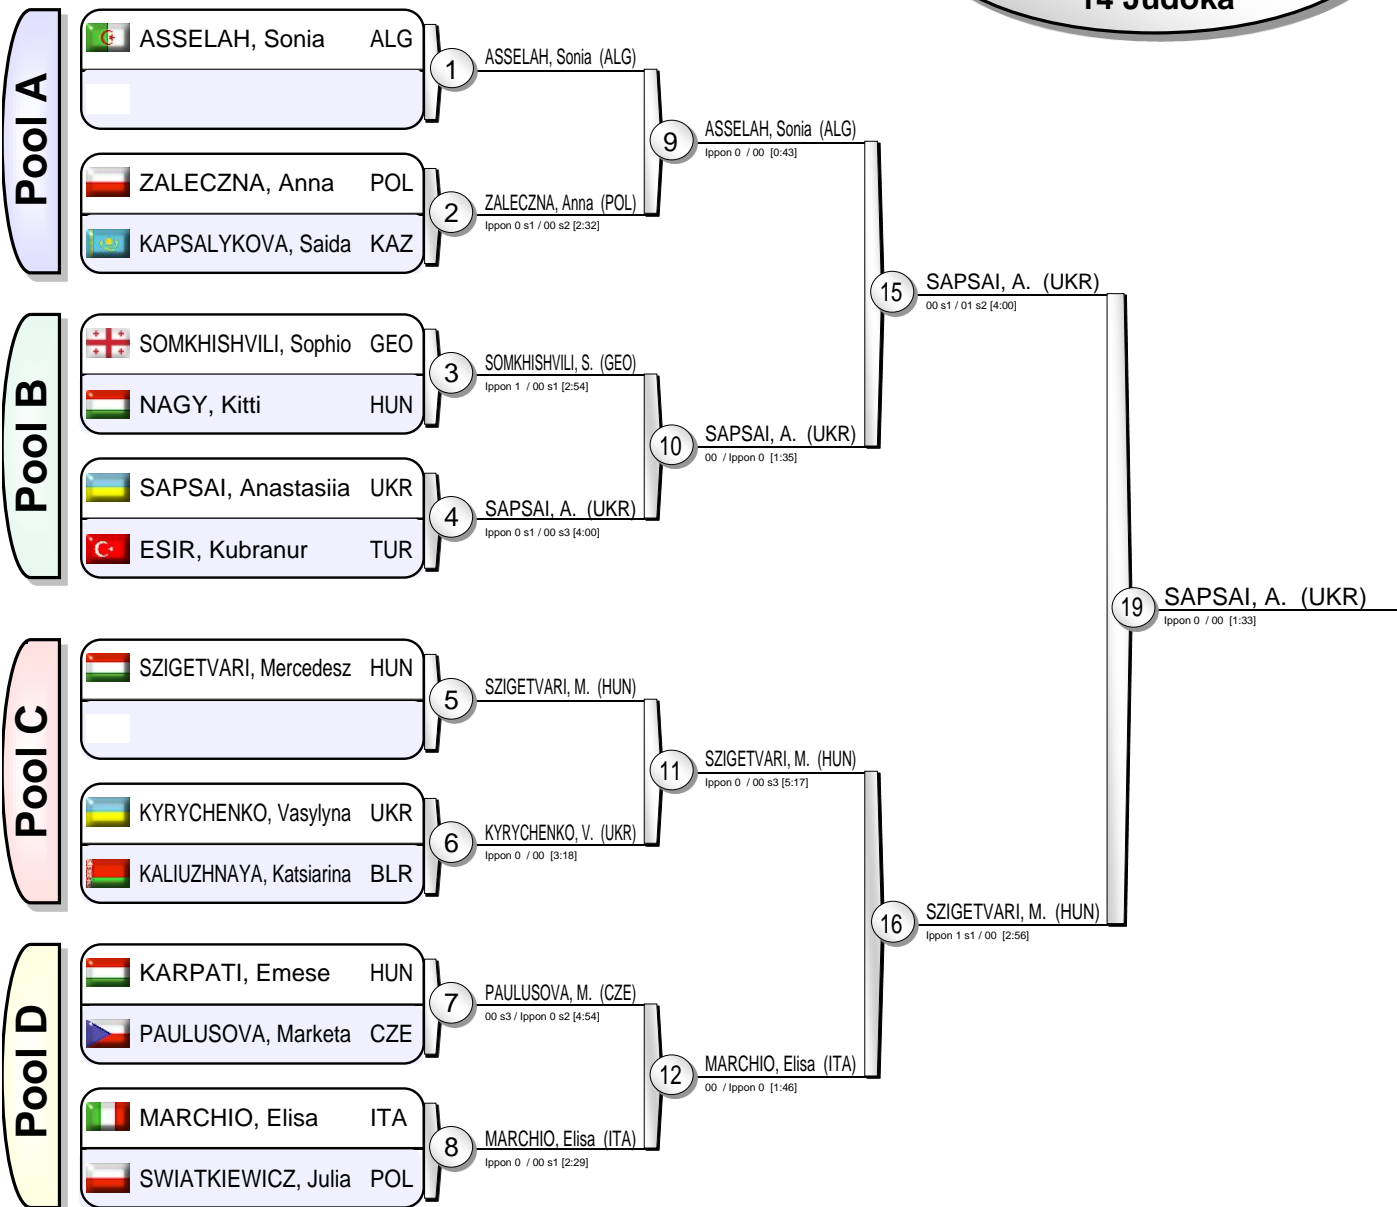 14 Judoka
Pool A
ASSELAH, Sonia ALG
1
ASSELAH, Sonia (ALG)
ZALECZNA, Anna POL
KAPSALYKOVA, Saida KAZ
2
ZALECZNA, Anna (POL)
Ippon 0 s1 / 00 s2 [2:32]
9
ASSELAH, Sonia (ALG)
Ippon 0 / 00 [0:43]
Pool B
SOMKHISHVILI, Sophio GEO
NAGY, Kitti HUN
3
SOMKHISHVILI, S. (GEO)
Ippon 1 / 00 s1 [2:54]
SAPSAI, Anastasiia UKR
ESIR, Kubranur TUR
4
SAPSAI, A. (UKR)
Ippon 0 s1 / 00 s3 [4:00]
10
SAPSAI, A. (UKR)
00 / Ippon 0 [1:35]
15
SAPSAI, A. (UKR)
00 s1 / 01 s2 [4:00]
Pool C
SZIGETVARI, Mercedesz HUN
5
SZIGETVARI, M. (HUN)
KYRYCHENKO, Vasylyna UKR
KALIUZHNAYA, Katsiarina BLR
6
KYRYCHENKO, V. (UKR)
Ippon 0 / 00 [3:18]
11
SZIGETVARI, M. (HUN)
Ippon 0 / 00 s3 [5:17]
Pool D
KARPATI, Emese HUN
PAULUSOVA, Marketa CZE
7
PAULUSOVA, M. (CZE)
00 s3 / Ippon 0 s2 [4:54]
MARCHIO, Elisa ITA
SWIATKIEWICZ, Julia POL
8
MARCHIO, Elisa (ITA)
Ippon 0 / 00 s1 [2:29]
12
MARCHIO, Elisa (ITA)
00 / Ippon 0 [1:46]
16
SZIGETVARI, M. (HUN)
Ippon 1 s1 / 00 [2:56]
19
SAPSAI, A. (UKR)
Ippon 0 / 00 [1:33]